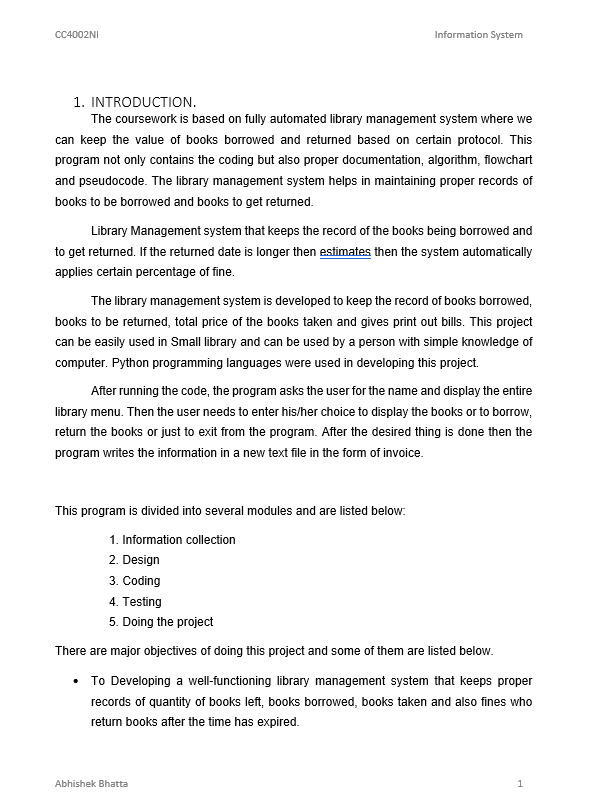 CC4002NI Information System
1. INTRODUCTION.
The coursework is based on fully automated library management system where we
can keep the value of books borrowed and returned based on certain protocol. This
program not only contains the coding but also proper documentation, algorithm, flowchart
and pseudocode. The library management system helps in maintaining proper records of
books to be borrowed and books to get returned.
Library Management system that keeps the record of the books being borrowed and
to get returned. If the returned date is longer then estimates then the system automatically
applies certain percentage of fine.
The library management system is developed to keep the record of books borrowed,
books to be returned, total price of the books taken and gives print out bills. This project
can be easily used in Small library and can be used by a person with simple knowledge of
computer. Python programming languages were used in developing this project.
After running the code, the program asks the user for the name and display the entire
library menu. Then the user needs to enter his/her choice to display the books or to borrow,
return the books or just to exit from the program. After the desired thing is done then the
program writes the information in a new text file in the form of invoice.
This program is divided into several modules and are listed below:
1. Information collection
2. Design
3. Coding
4. Testing
5. Doing the project
There are major objectives of doing this project and some of them are listed below.
• To Developing a well-functioning library management system that keeps proper
records of quantity of books left, books borrowed, books taken and also fines who
return books after the time has expired.
Abhishek Bhatta 1